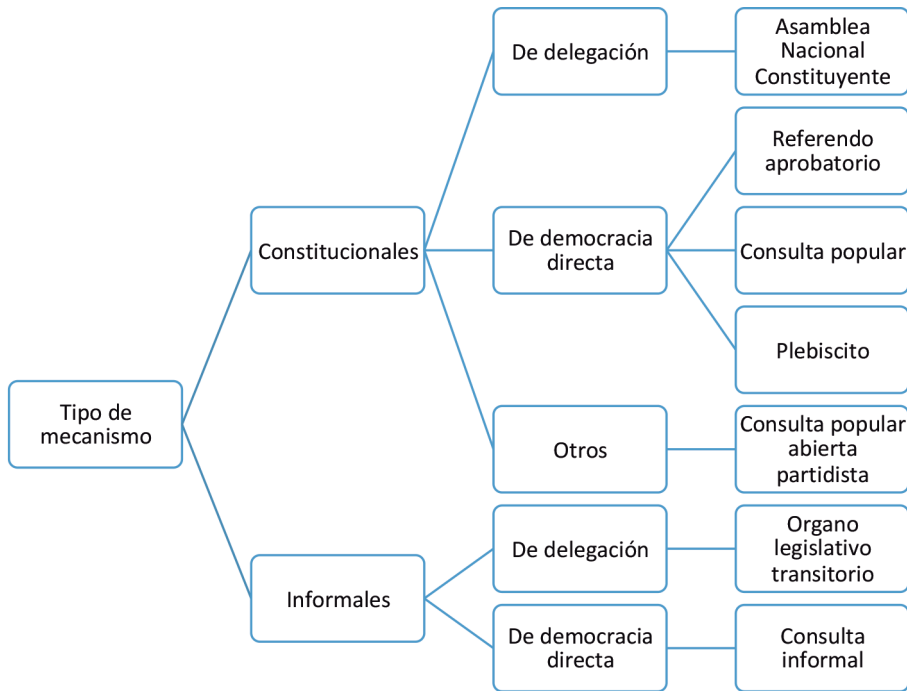 De delegación
Asamblea
Nacional
Constituyente
Referendo
aprobatorio
Constitucionales
De democracia
directa
Consulta popular
Plebiscito
Tipo de
mecanismo
Otros
Consulta popular
abierta
partidista
De delegación
Organo
legislativo
transitorio
Informales
De democracia
directa
Consulta
informal